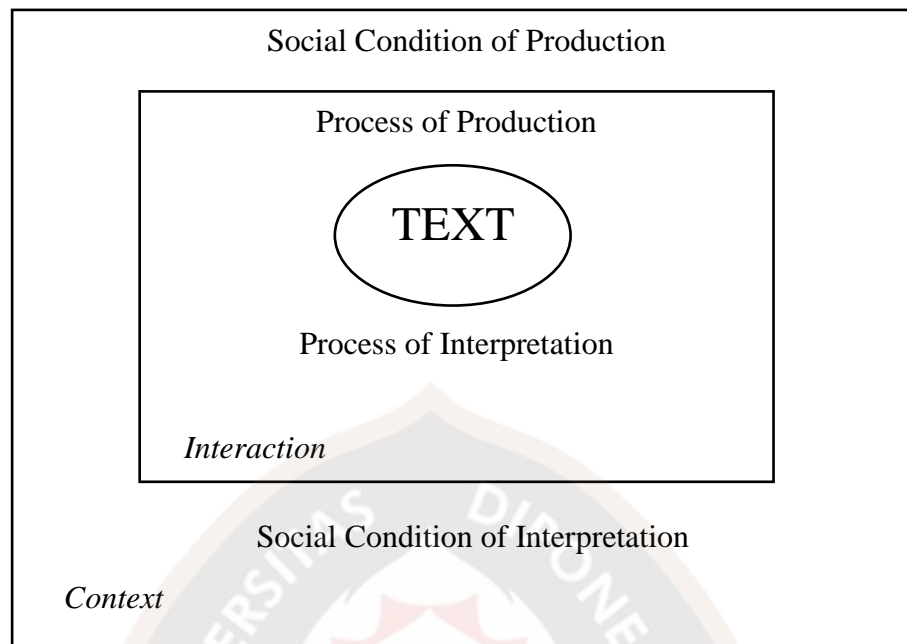 Social Condition of Production
Process of Production
TEXT
Process of Interpretation
Interaction
Social Condition of Interpretation
Context